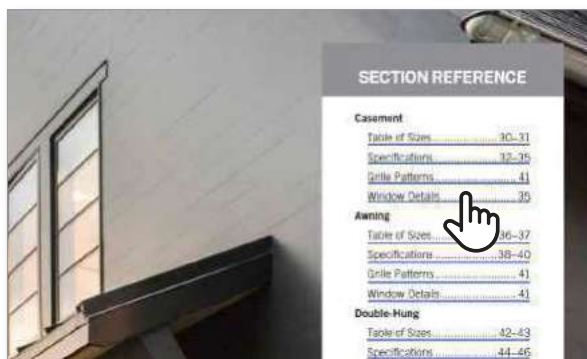 SECTION REFERENCE
Casement
Table of Sizes 30–31
Specifications 32–35
Grille Patterns 41
Window Details 35
Awning
Table of Sizes 36–37
Specifications 38–40
Grille Patterns 41
Window Details 41
Double-Hung
Table of Sizes 42–43
Specifications 44–46